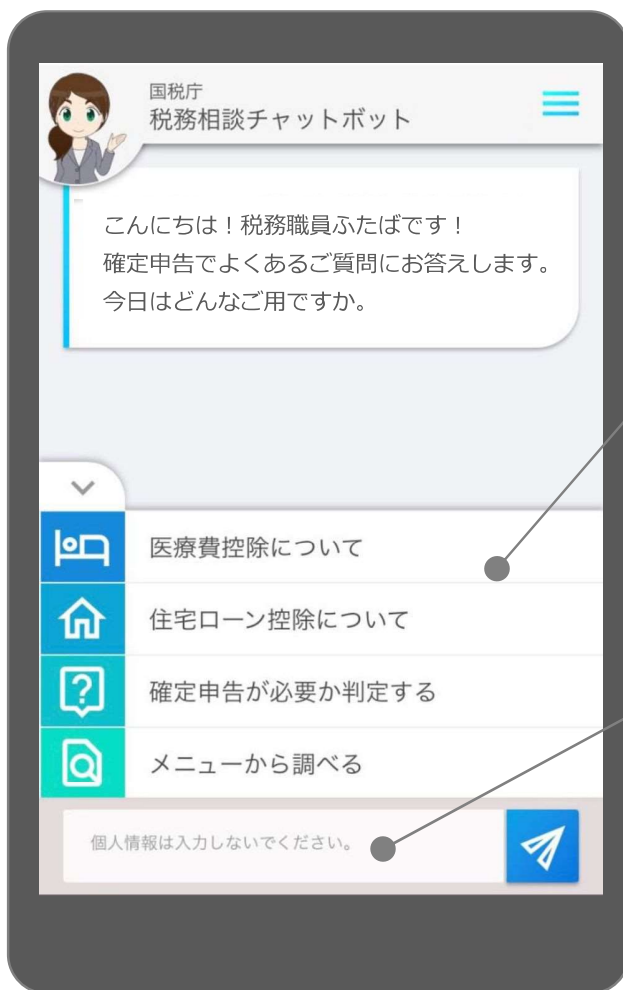 国税庁
税務相談チャットボット
こんにちは！税務職員ふたばです！
確定申告でよくあるご質問にお答えします。
今日はどんなご用ですか。
医療費控除について
住宅ローン控除について
確定申告が必要か判定する
メニューから調べる
個人情報は入力しないでください。